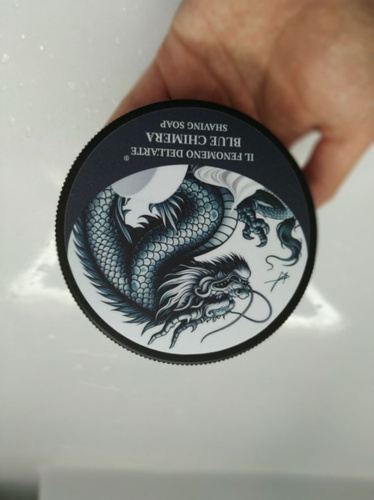 IL FENOMENO DELL'ARTE®
BLUE CHIMERA
SHAVING SOAP